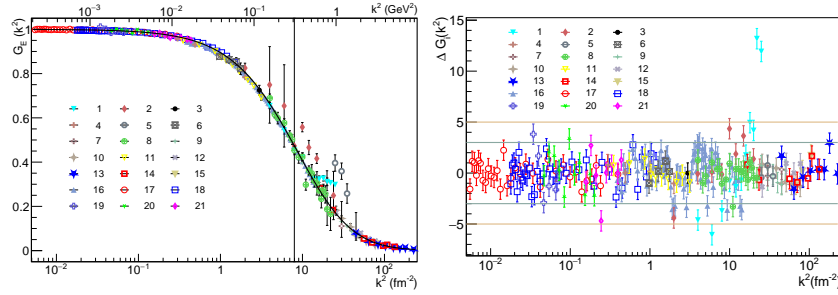 k² (GeV²)
10⁻³ 10⁻² 10⁻¹ 1
G_E (k²)
1
0.8
0.6
0.4
0.2
0
1 2 3
4 5 6
7 8 9
10 11 12
13 14 15
16 17 18
19 20 21
10⁻² 10⁻¹ 1 10 10²
k² (fm⁻²)
Δ G_i(k²)
15
10
5
0
−5
1 2 3
4 5 6
7 8 9
10 11 12
13 14 15
16 17 18
19 20 21
10⁻² 10⁻¹ 1 10 10²
k² (fm⁻²)